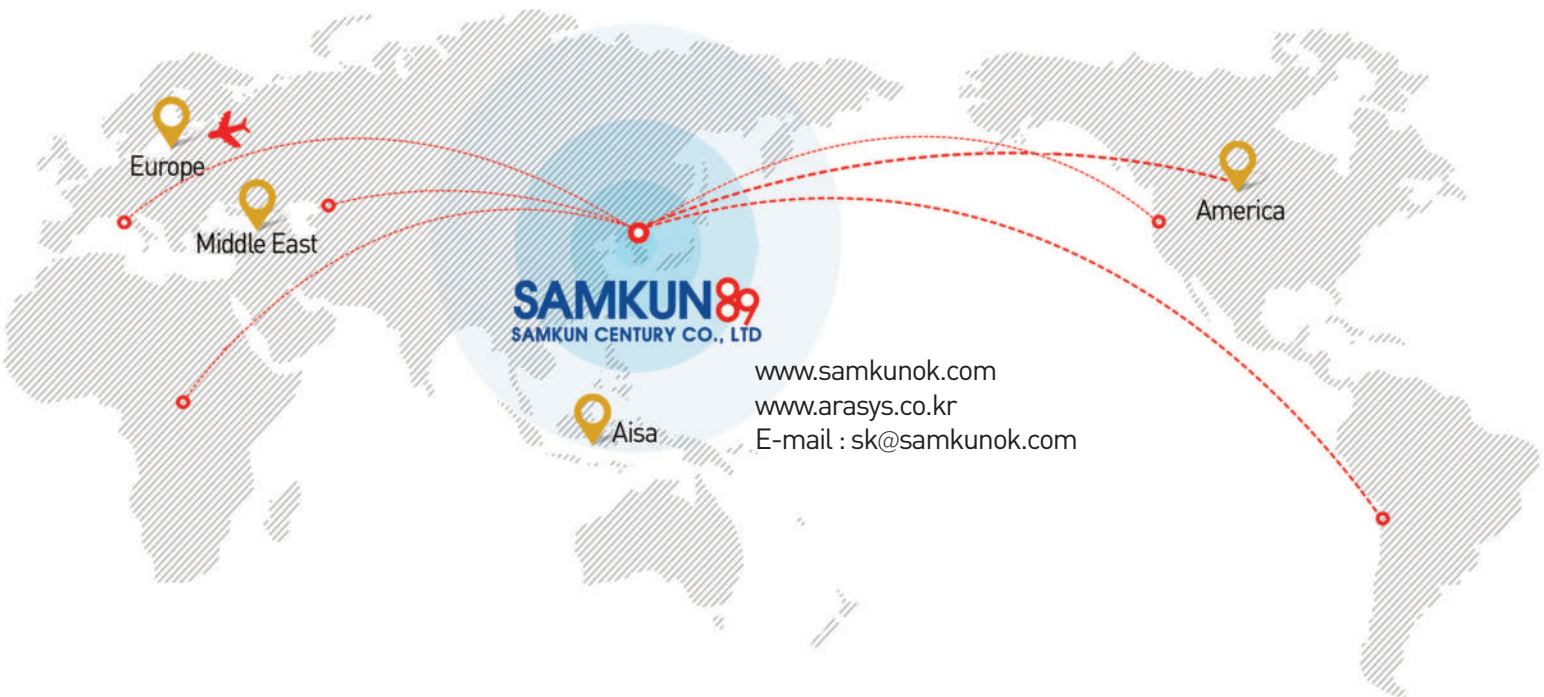 Europe
Middle East
America
SAMKUN89
SAMKUN CENTURY CO., LTD
www.samkunok.com
www.arasys.co.kr
Aisa
E-mail : sk@samkunok.com